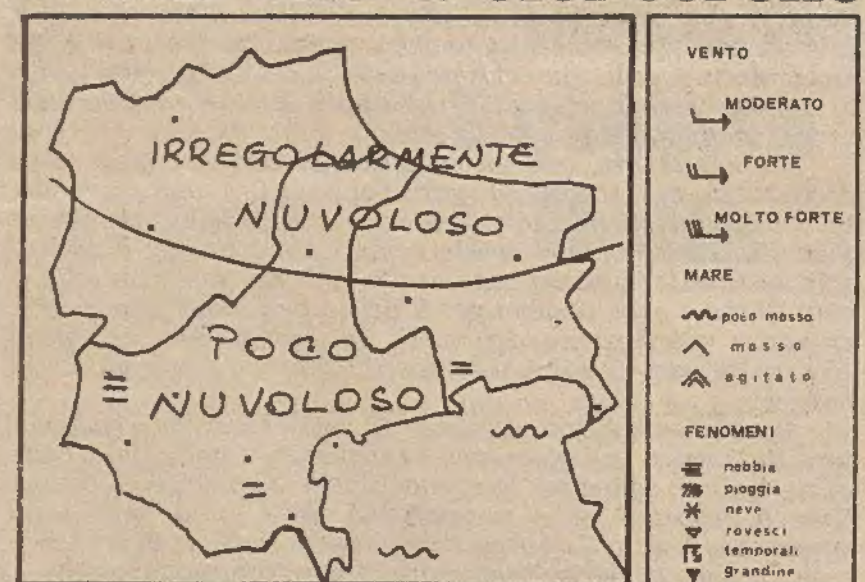 IRREGOLARMENTE
NUVOLOSO
POCO
NUVOLOSO
VENTO
MODERATO
FORTE
MOLTO FORTE
MARE
poco mosso
mosso
agitato
FENOMENI
nebbia
pioggia
neve
rovesci
temporali
grandine